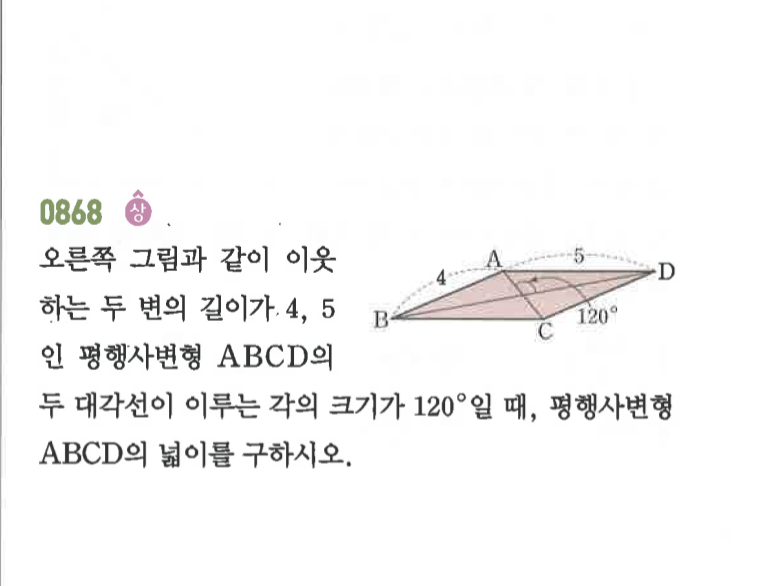 0868 상
오른쪽 그림과 같이 이웃
하는 두 변의 길이가 4, 5
인 평행사변형 ABCD의
두 대각선이 이루는 각의 크기가 120°일 때, 평행사변형
ABCD의 넓이를 구하시오.
A
5
D
4
B
C
120°